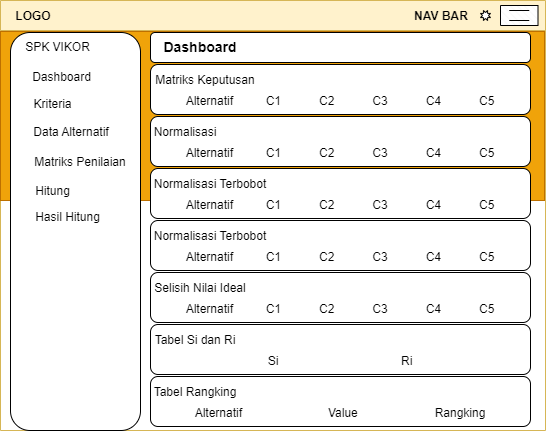 LOGO NAV BAR
SPK VIKOR
Dashboard
Kriteria
Data Alternatif
Matriks Penilaian
Hitung
Hasil Hitung
Dashboard
Matriks Keputusan
Alternatif C1 C2 C3 C4 C5
Normalisasi
Alternatif C1 C2 C3 C4 C5
Normalisasi Terbobot
Alternatif C1 C2 C3 C4 C5
Normalisasi Terbobot
Alternatif C1 C2 C3 C4 C5
Selisih Nilai Ideal
Alternatif C1 C2 C3 C4 C5
Tabel Si dan Ri
Si Ri
Tabel Rangking
Alternatif Value Rangking